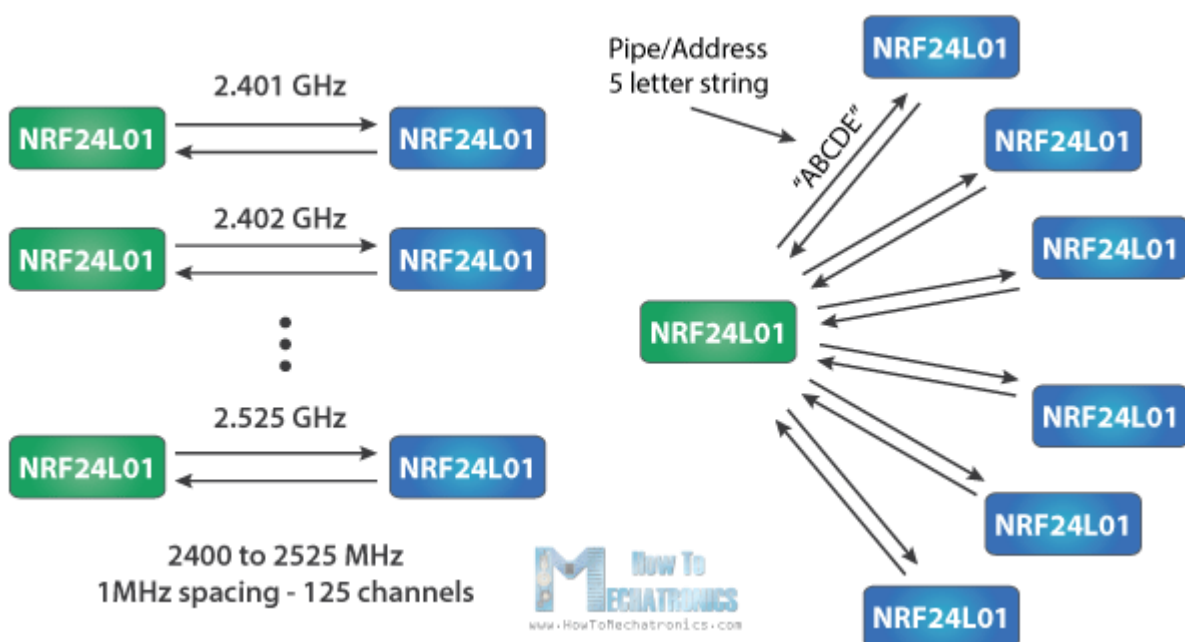 2.401 GHz
NRF24L01
NRF24L01
2.402 GHz
NRF24L01
NRF24L01
2.525 GHz
NRF24L01
NRF24L01
2400 to 2525 MHz
1MHz spacing - 125 channels
Pipe/Address
5 letter string
"ABCDE"
NRF24L01
NRF24L01
NRF24L01
NRF24L01
NRF24L01
NRF24L01
NRF24L01
How To
MECHATRONICS
www.HowToMechatronics.com